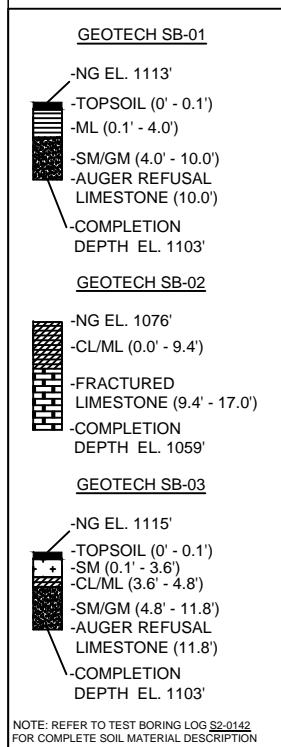 GEOTECH SB-01
-NG EL. 1113'
-TOPSOIL (0' - 0.1')
-ML (0.1' - 4.0')
-SM/GM (4.0' - 10.0')
-AUGER REFUSAL
LIMESTONE (10.0')
-COMPLETION
DEPTH EL. 1103'
GEOTECH SB-02
-NG EL. 1076'
-CL/ML (0.0' - 9.4')
-FRACTURED
LIMESTONE (9.4' - 17.0')
-COMPLETION
DEPTH EL. 1059'
GEOTECH SB-03
-NG EL. 1115'
-TOPSOIL (0' - 0.1')
-SM (0.1' - 3.6')
-CL/ML (3.6' - 4.8')
-SM/GM (4.8' - 11.8')
-AUGER REFUSAL
LIMESTONE (11.8')
-COMPLETION
DEPTH EL. 1103'
NOTE: REFER TO TEST BORING LOG S2-0142
FOR COMPLETE SOIL MATERIAL DESCRIPTION